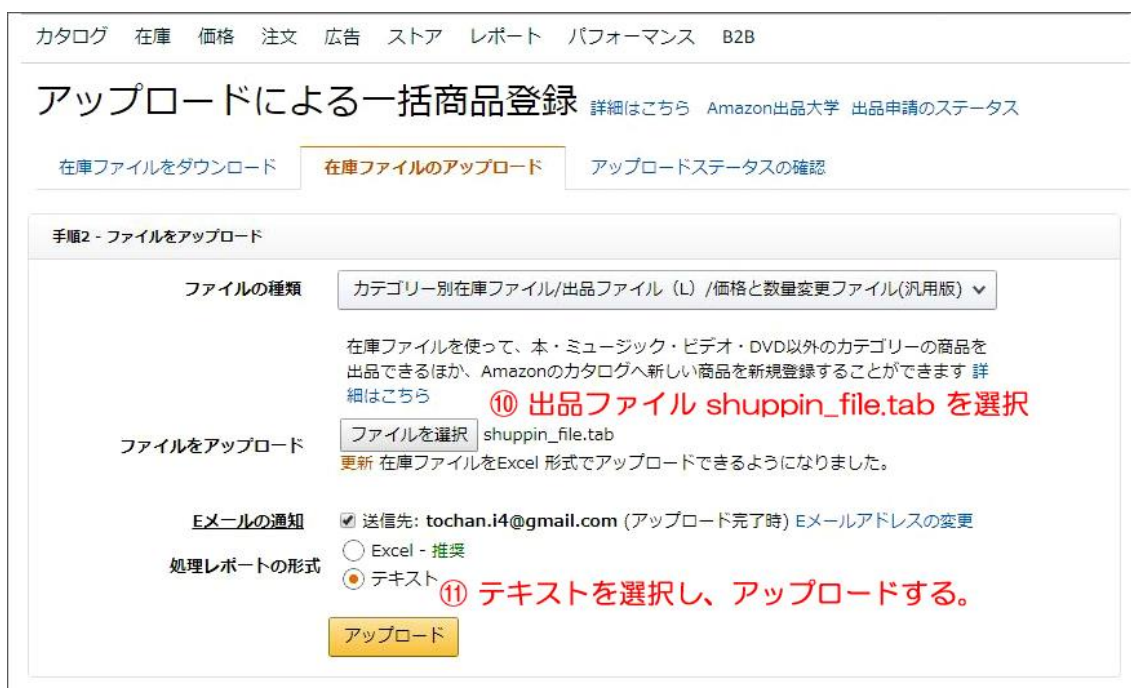 カタログ 在庫 価格 注文 広告 ストア レポート パフォーマンス B2B
アップロードによる一括商品登録 詳細はこちら Amazon出品大学 出品申請のステータス
在庫ファイルをダウンロード 在庫ファイルのアップロード アップロードステータスの確認
手順2 - ファイルをアップロード
ファイルの種類 カテゴリー別在庫ファイル/出品ファイル（L）/価格と数量変更ファイル(汎用版)
在庫ファイルを使って、本・ミュージック・ビデオ・DVD以外のカテゴリーの商品を
出品できるほか、Amazonのカタログへ新しい商品を新規登録することができます 詳
細はこちら
⑩ 出品ファイル shuppin_file.tab を選択
ファイルをアップロード ファイルを選択 shuppin_file.tab
更新 在庫ファイルをExcel 形式でアップロードできるようになりました。
Eメールの通知 送信先: tochan.i4@gmail.com (アップロード完了時) Eメールアドレスの変更
処理レポートの形式 Excel - 推奨
テキスト
⑪ テキストを選択し、アップロードする。
アップロード